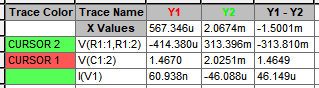 Trace Color Trace Name Y1 Y2 Y1 - Y2
X Values 567.346u 2.0674m -1.5001m
CURSOR 2 V(R1:1,R1:2) -414.380u 313.396m -313.810m
CURSOR 1 V(C1:2) 1.4670 2.0251m 1.4649
I(V1) 60.938n -46.088u 46.149u